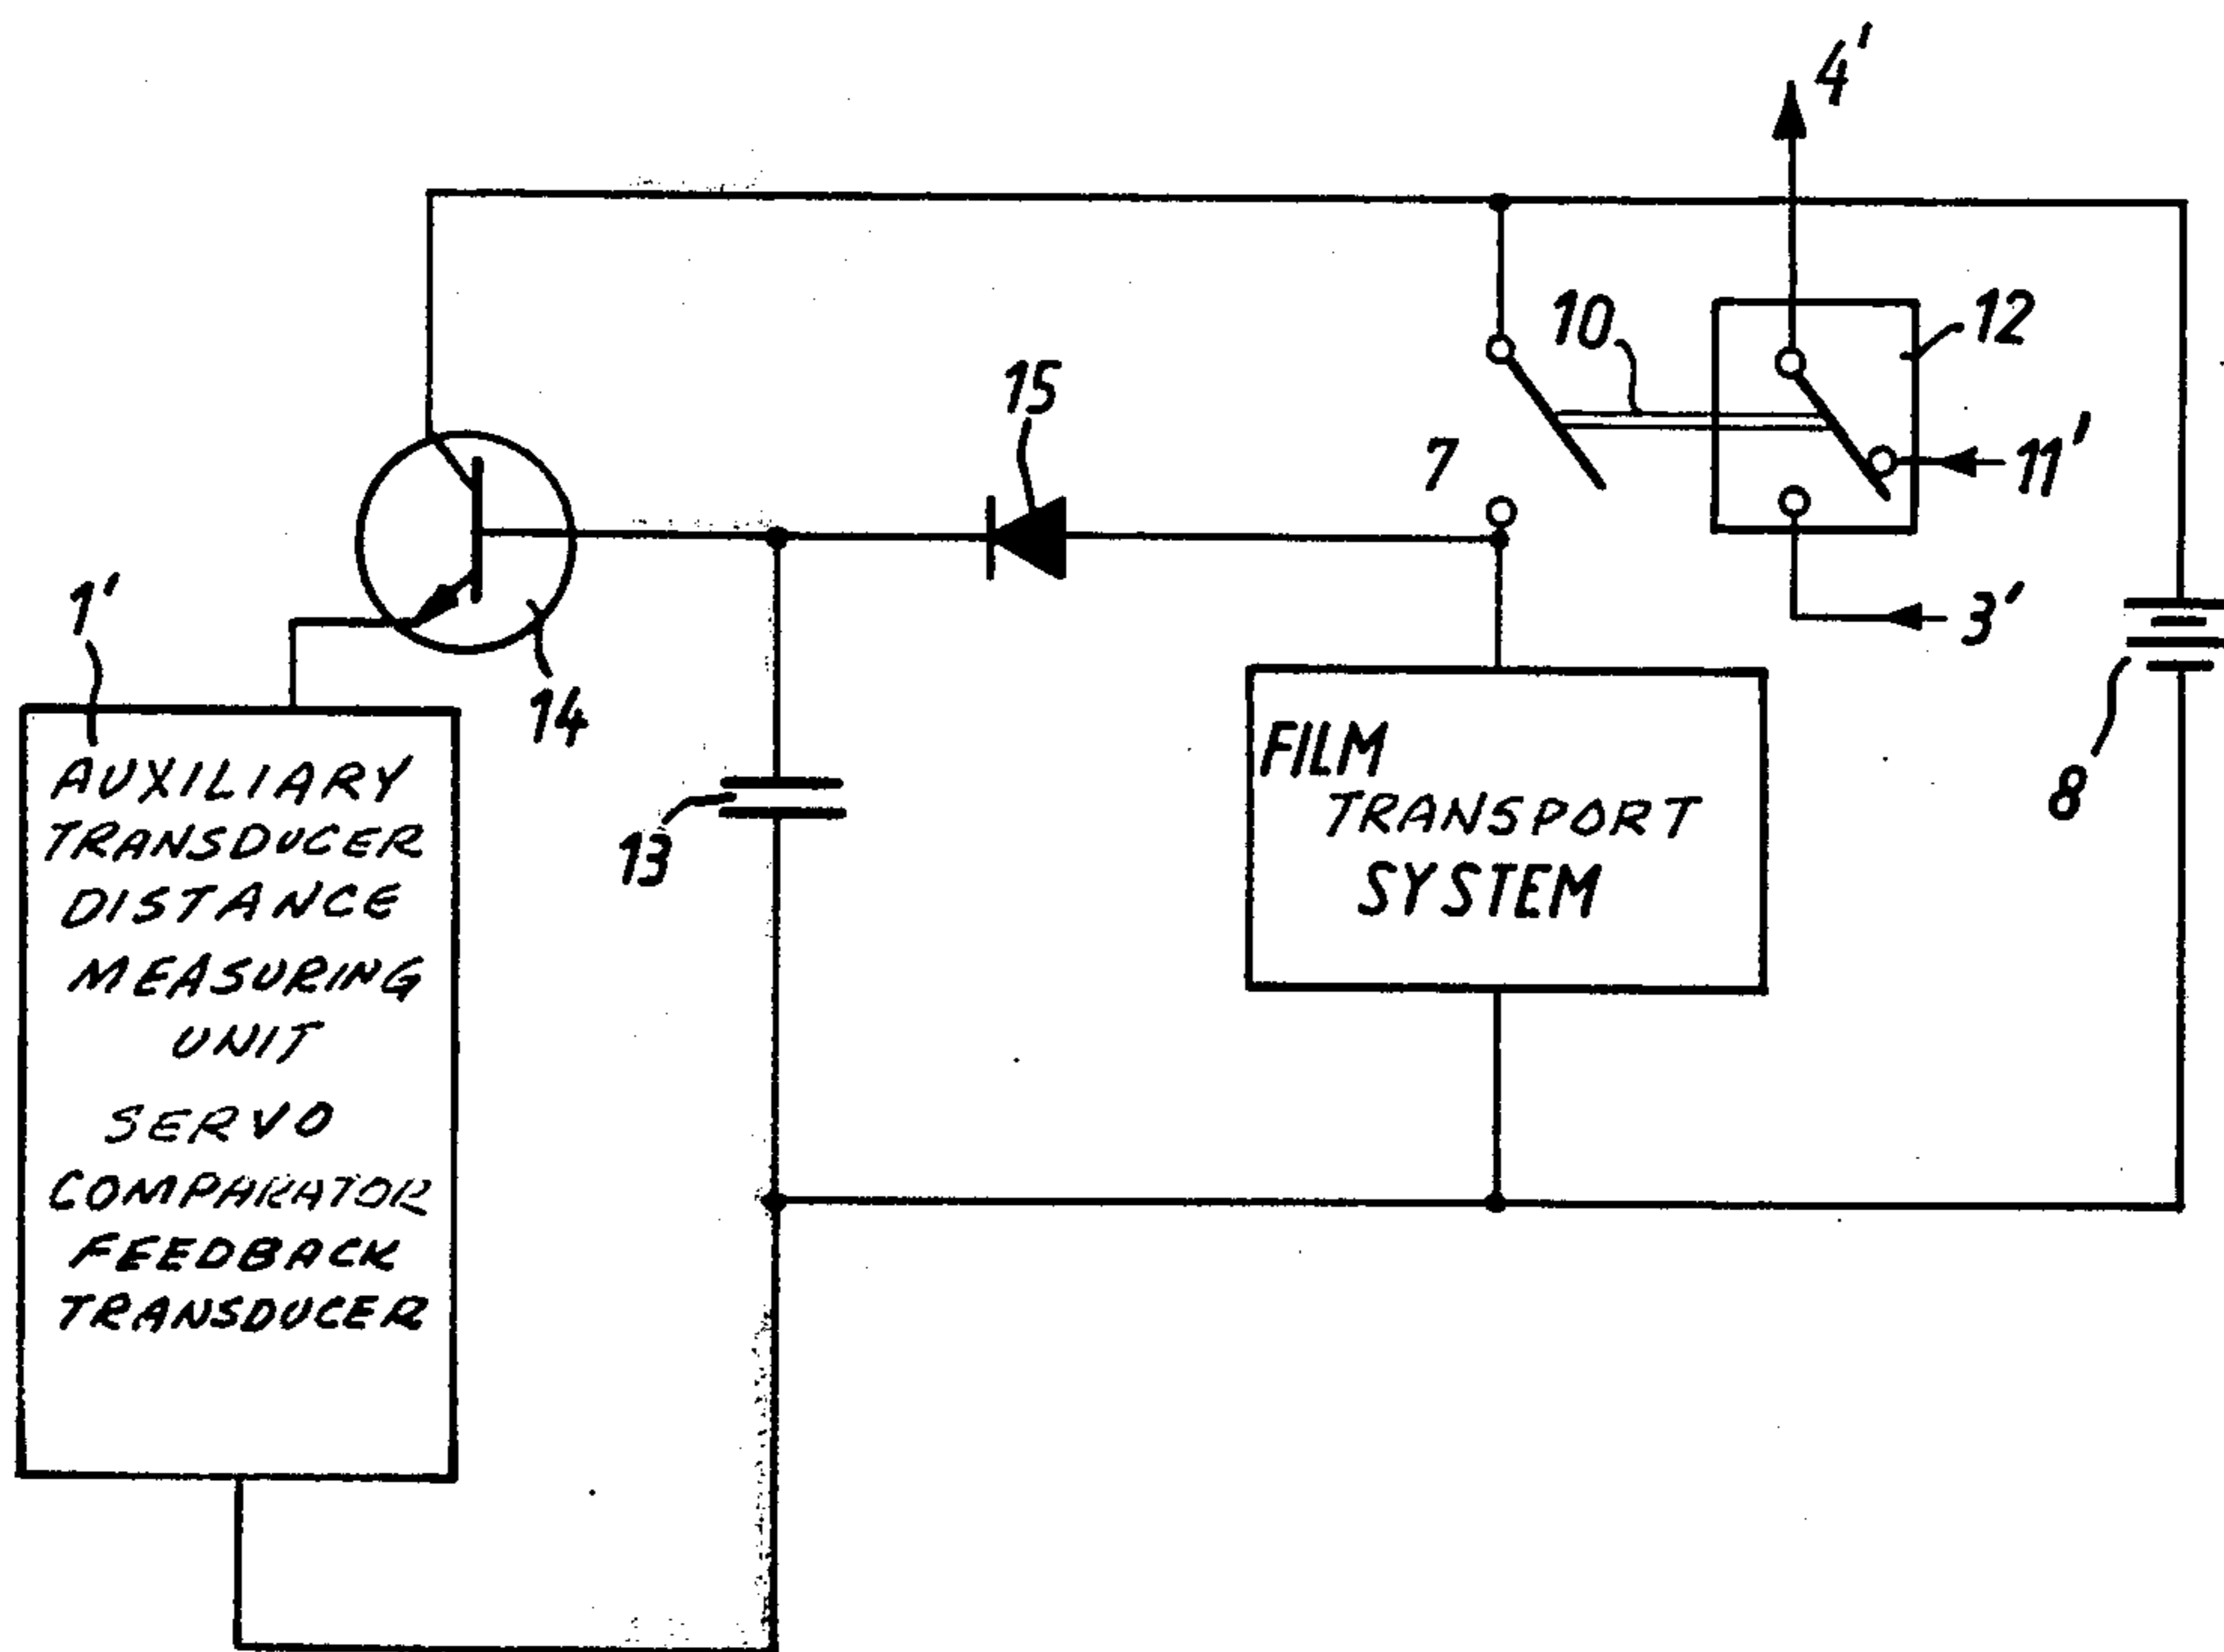 4'
10
12
15
7
11'
1'
3'
14
FILM
TRANSPORT
SYSTEM
8
13
AUXILIARY
TRANSDUCER
DISTANCE
MEASURING
UNIT
SERVO
COMPARATOR
FEEDBACK
TRANSDUCER